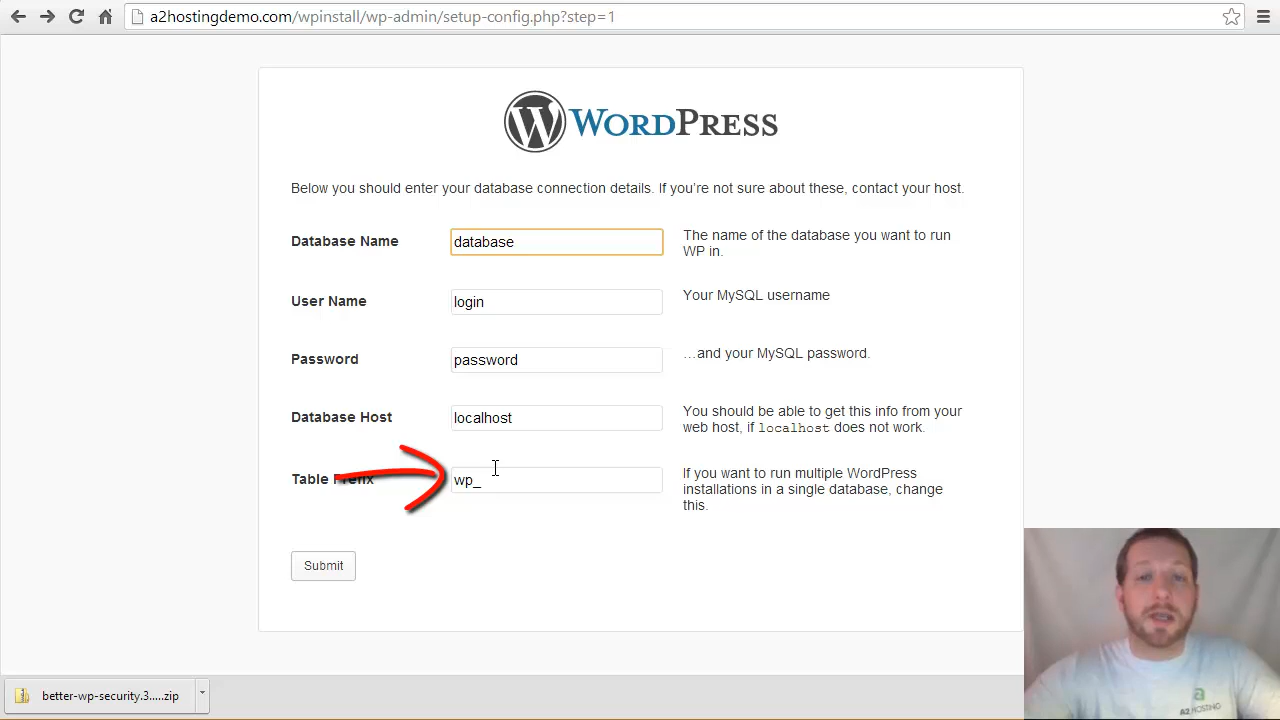 a2hostingdemo.com/wpinstall/wp-admin/setup-config.php?step=1
WORDPRESS
Below you should enter your database connection details. If you're not sure about these, contact your host.
Database Name
database
The name of the database you want to run
WP in.
User Name
login
Your MySQL username
Password
password
…and your MySQL password.
Database Host
localhost
You should be able to get this info from your
web host, if localhost does not work.
Table Prefix
wp_
If you want to run multiple WordPress
installations in a single database, change
this.
Submit
better-wp-security.3.....zip
A2 HOSTING